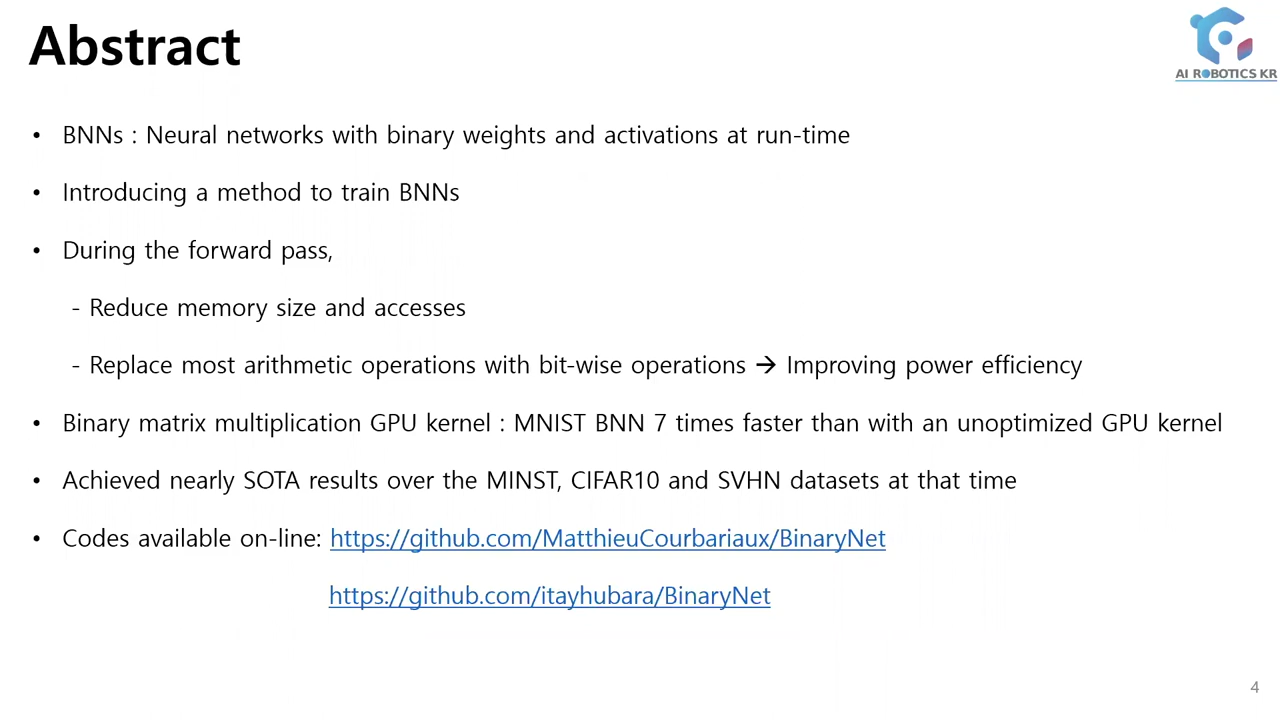 Abstract
AI ROBOTICS KR
• BNNs : Neural networks with binary weights and activations at run-time
• Introducing a method to train BNNs
• During the forward pass,
- Reduce memory size and accesses
- Replace most arithmetic operations with bit-wise operations → Improving power efficiency
• Binary matrix multiplication GPU kernel : MNIST BNN 7 times faster than with an unoptimized GPU kernel
• Achieved nearly SOTA results over the MINST, CIFAR10 and SVHN datasets at that time
• Codes available on-line: https://github.com/MatthieuCourbariaux/BinaryNet
https://github.com/itayhubara/BinaryNet
4